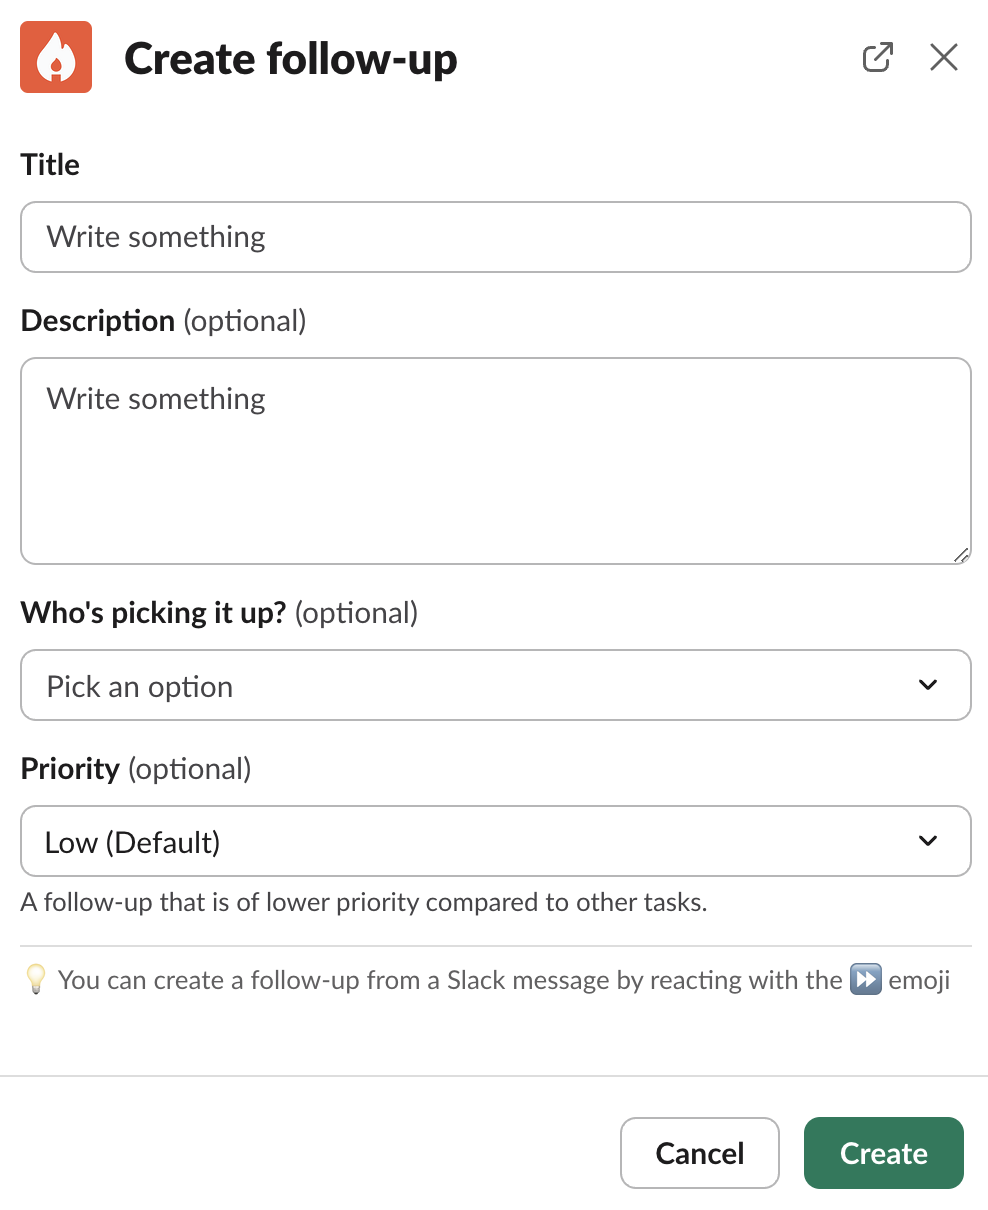 Create follow-up
Title
Write something
Description (optional)
Write something
Who's picking it up? (optional)
Pick an option
Priority (optional)
Low (Default)
A follow-up that is of lower priority compared to other tasks.
💡 You can create a follow-up from a Slack message by reacting with the ⏩ emoji
Cancel
Create